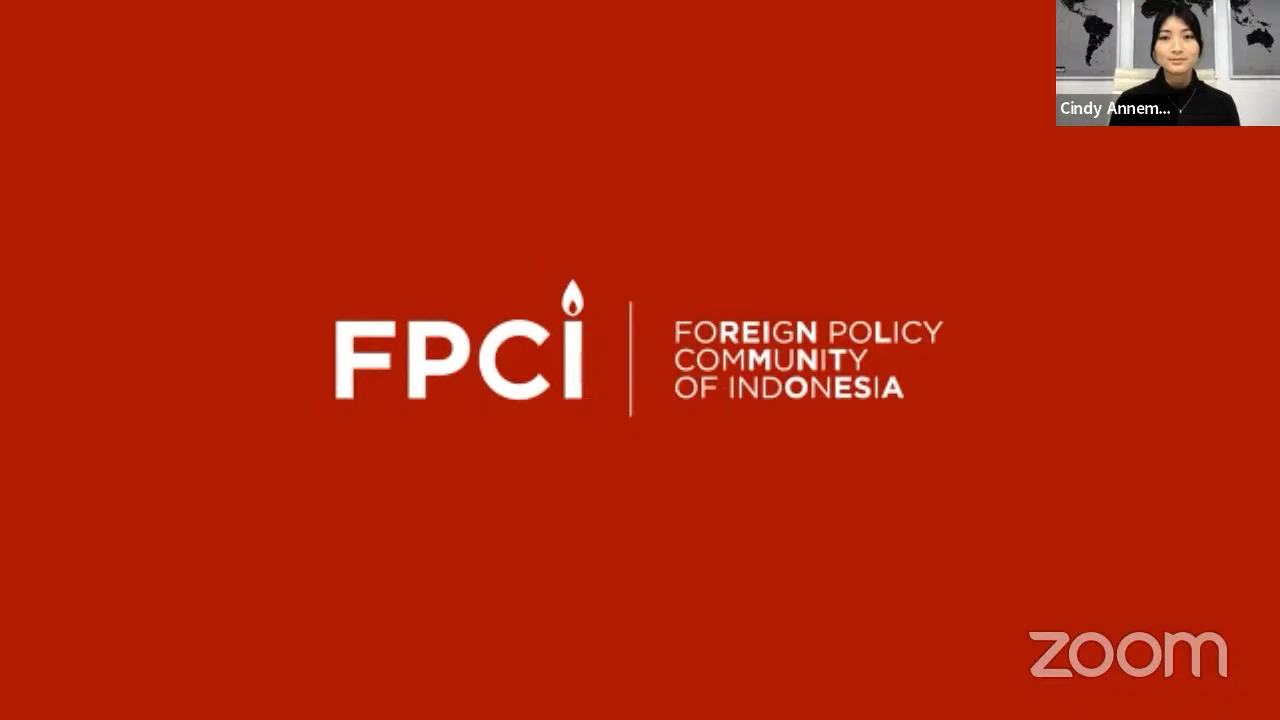 Cindy Annem...
FPCi
FOREIGN POLICY
COMMUNITY
OF INDONESIA
zoom